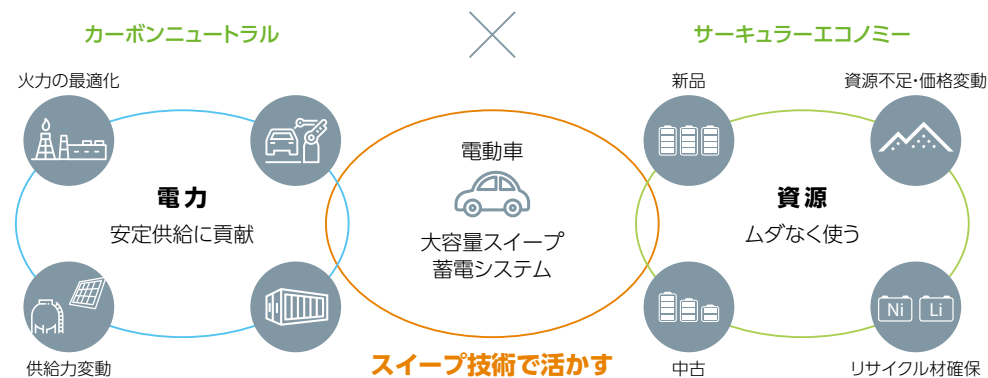 カーボンニュートラル
サーキュラーエコノミー
火力の最適化
新品
資源不足・価格変動
電力
安定供給に貢献
電動車
大容量スイープ
蓄電システム
資源
ムダなく使う
Ni
Li
供給力変動
スイープ技術で活かす
中古
リサイクル材確保